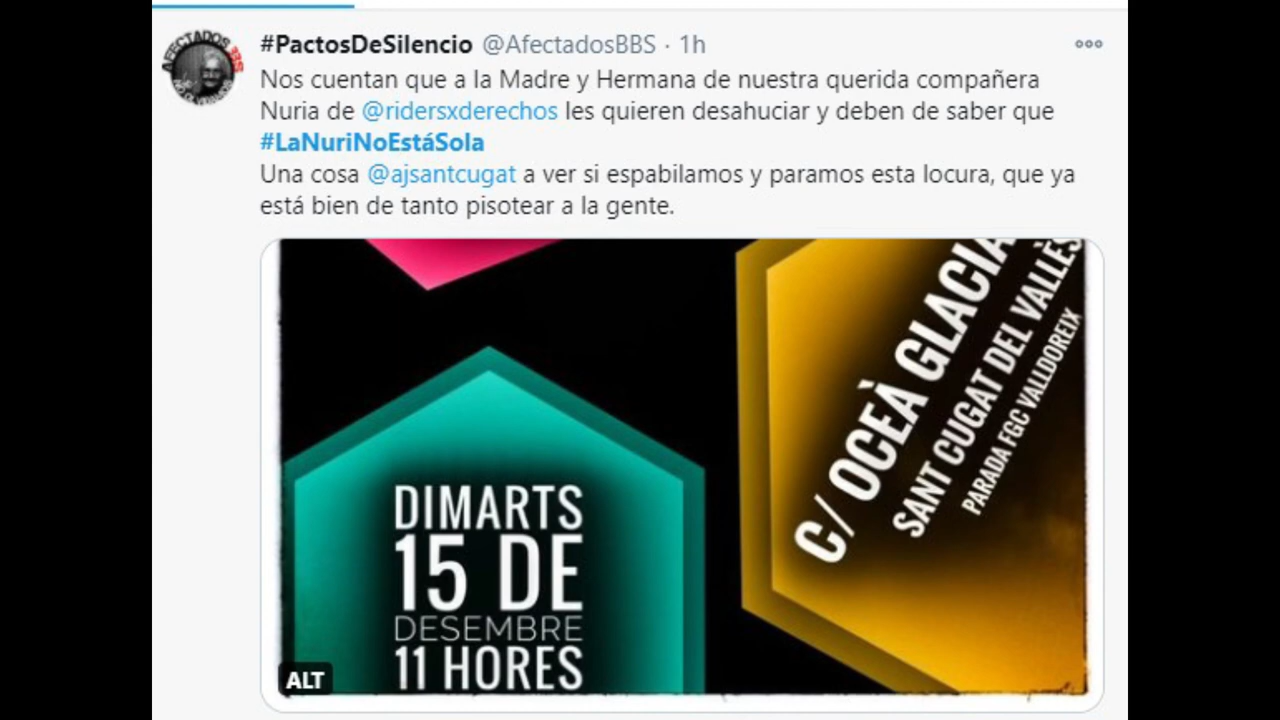 #PactosDeSilencio @AfectadosBBS · 1h
Nos cuentan que a la Madre y Hermana de nuestra querida compañera
Nuria de @ridersxderechos les quieren desahuciar y deben de saber que
#LaNuriNoEstáSola
Una cosa @ajsantcugat a ver si espabilamos y paramos esta locura, que ya
está bien de tanto pisotear a la gente.
C/ OCEÀ GLACIA
SANT CUGAT DEL VALLÈS
PARADA FGC VALLDOREIX
DIMARTS
15 DE
DESEMBRE
11 HORES
ALT